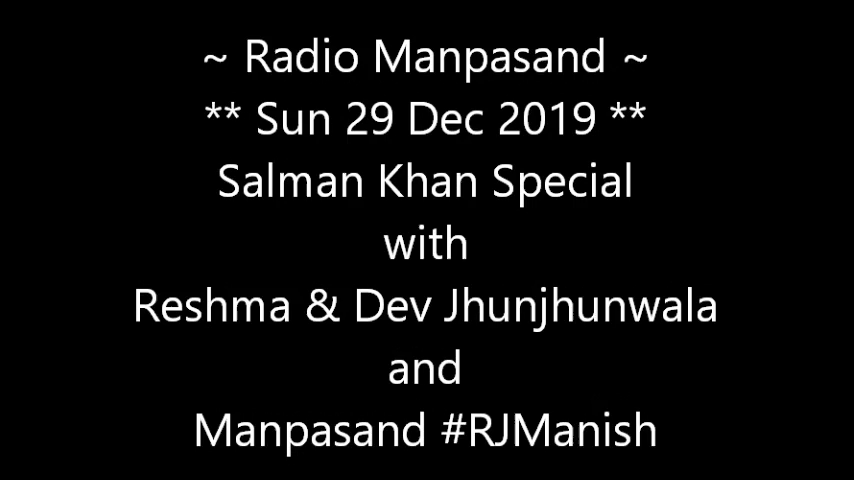 ~ Radio Manpasand ~
** Sun 29 Dec 2019 **
Salman Khan Special
with
Reshma & Dev Jhunjhunwala
and
Manpasand #RJManish